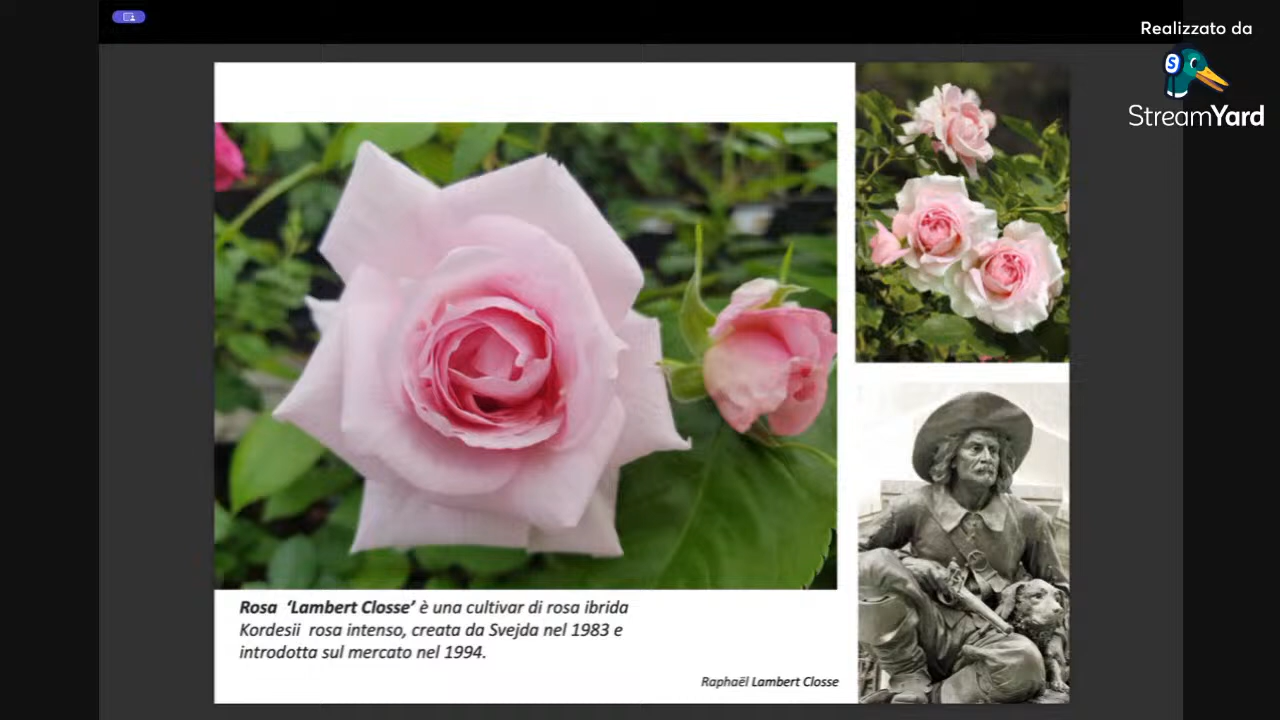 Realizzato da
StreamYard
Rosa ‘Lambert Closse’ è una cultivar di rosa ibrida
Kordesii rosa intenso, creata da Svejda nel 1983 e
introdotta sul mercato nel 1994.
Raphaël Lambert Closse